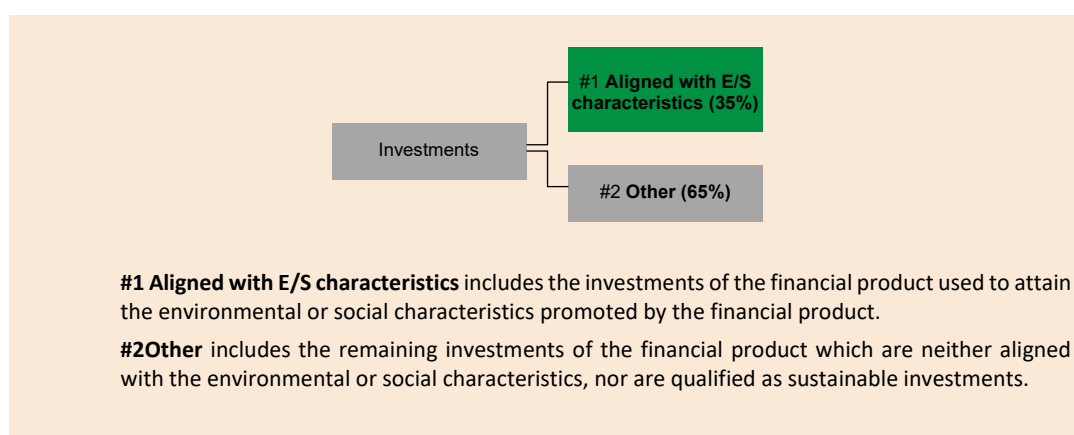 #1 Aligned with E/S
characteristics (35%)
Investments
#2 Other (65%)
#1 Aligned with E/S characteristics includes the investments of the financial product used to attain
the environmental or social characteristics promoted by the financial product.
#2Other includes the remaining investments of the financial product which are neither aligned
with the environmental or social characteristics, nor are qualified as sustainable investments.